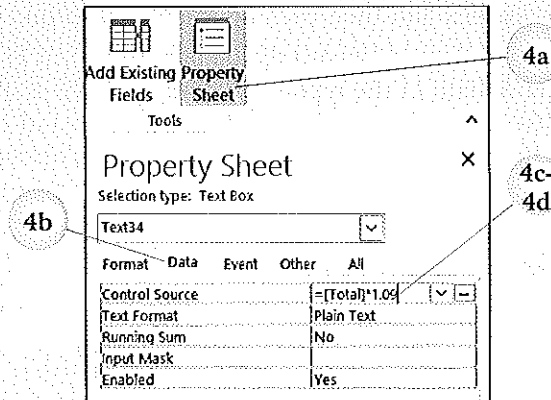 Add Existing Property
Fields Sheet
4a
Tools
Property Sheet
Selection type: Text Box
4c-
4d
4b
Text34
Format Data Event Other All
Control Source =[Total]*1.09
Text Format Plain Text
Running Sum No
Input Mask
Enabled Yes